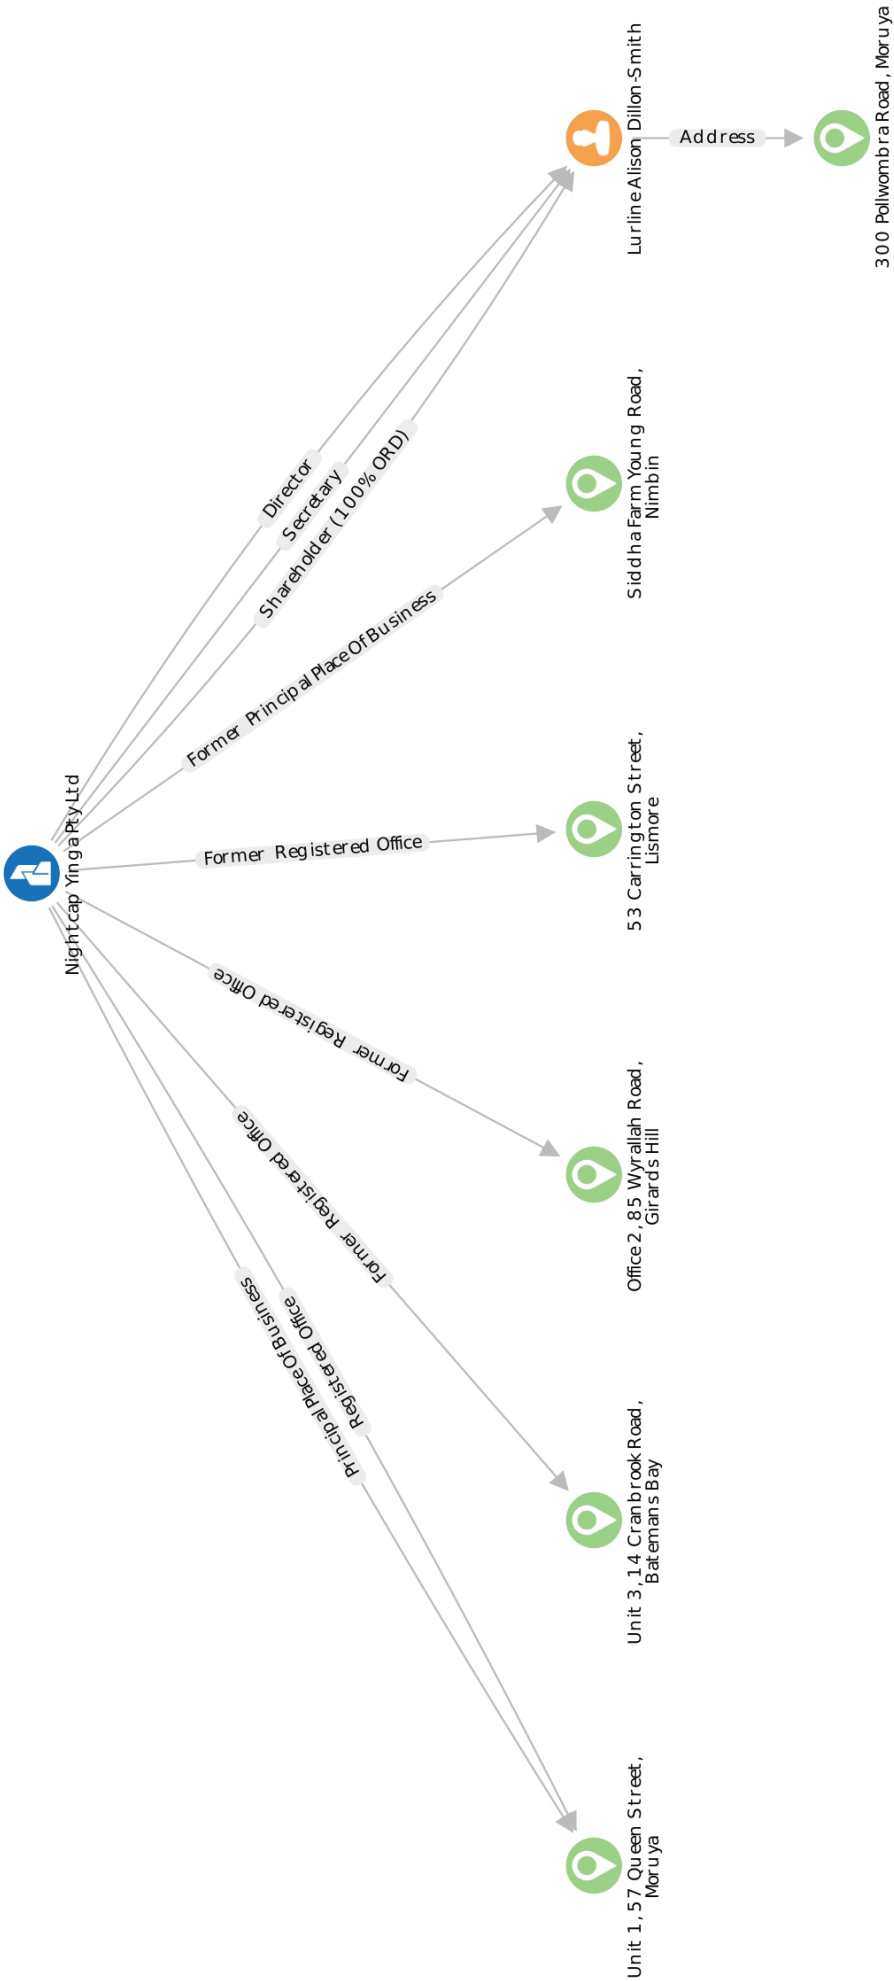 Nightcap Yinga Pty Ltd
Principal Place Of Business
Registered Office
Former Registered Office
Former Registered Office
Former Registered Office
Former Principal Place Of Business
Shareholder (100% ORD)
Secretary
Director
Unit 1, 57 Queen Street,
Moruya
Unit 3, 14 Cranbrook Road,
Batemans Bay
Office 2, 85 Wyrallah Road,
Girards Hill
53 Carrington Street,
Lismore
Siddha Farm Young Road,
Nimbin
Lurline Alison Dillon-Smith
Address
300 Pollwombra Road, Moruya